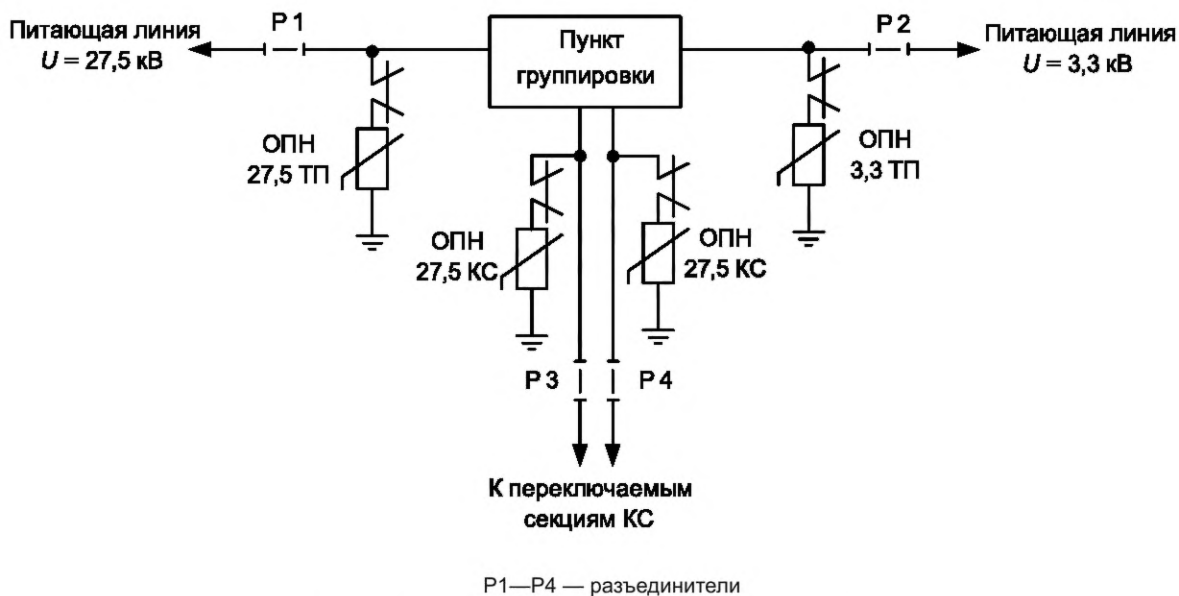 Питающая линия
U = 27,5 кВ
Р 1
Пункт
группировки
Р 2
Питающая линия
U = 3,3 кВ
ОПН
27,5 ТП
ОПН
3,3 ТП
ОПН
27,5 КС
ОПН
27,5 КС
Р 3
Р 4
К переключаемым
секциям КС
Р1—Р4 — разъединители